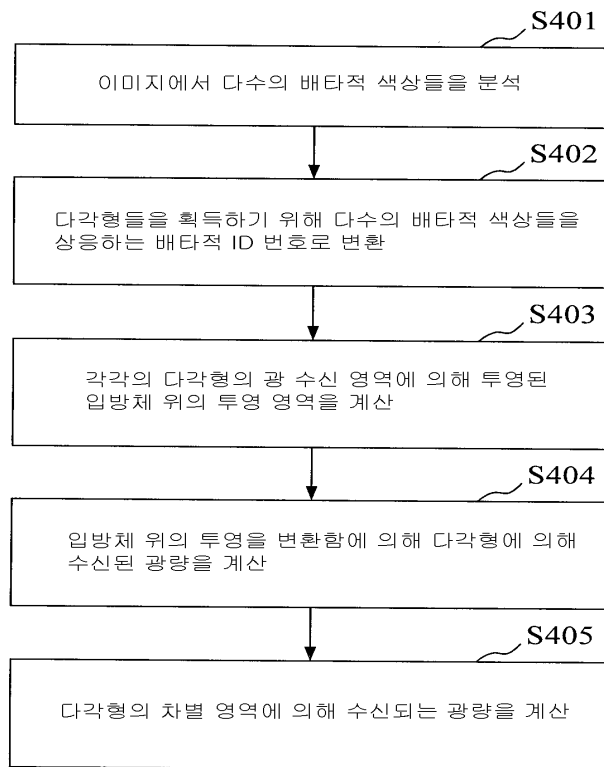 S401
이미지에서 다수의 배타적 색상들을 분석
S402
다각형들을 획득하기 위해 다수의 배타적 색상들을
상응하는 배타적 ID 번호로 변환
S403
각각의 다각형의 광 수신 영역에 의해 투영된
입방체 위의 투영 영역을 계산
S404
입방체 위의 투영을 변환함에 의해 다각형에 의해
수신된 광량을 계산
S405
다각형의 차별 영역에 의해 수신되는 광량을 계산